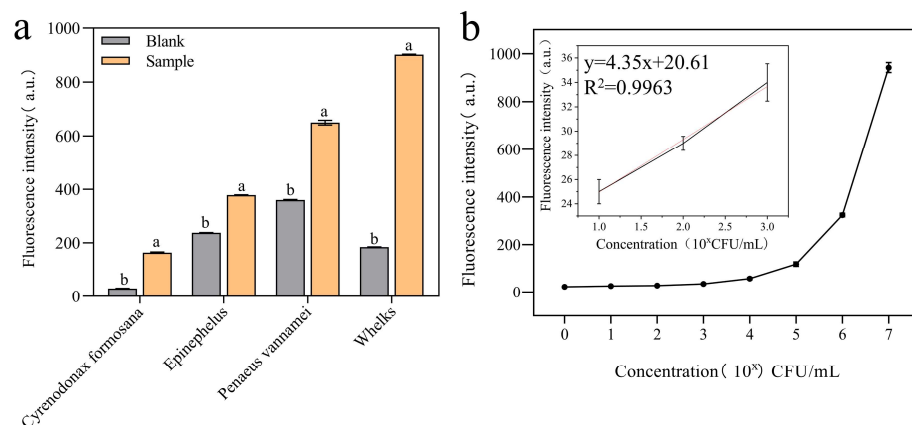 a
1000
800
600
400
200
0
Fluorescence intensity( a.u.)
Blank
Sample
b
a
b
a
b
a
b
a
Cyrenodonax formosana
Epinephelus
Penaeus vannamei
Whelks
b
1000
800
600
400
200
0
Fluorescence intensity( a.u.)
0 1 2 3 4 5 6 7
Concentration( 10ˣ) CFU/mL
y=4.35x+20.61
R²=0.9963
36
34
32
30
28
26
24
Fluorescence intensity (a.u.)
1.0 1.5 2.0 2.5 3.0
Concentration (10ˣCFU/mL)